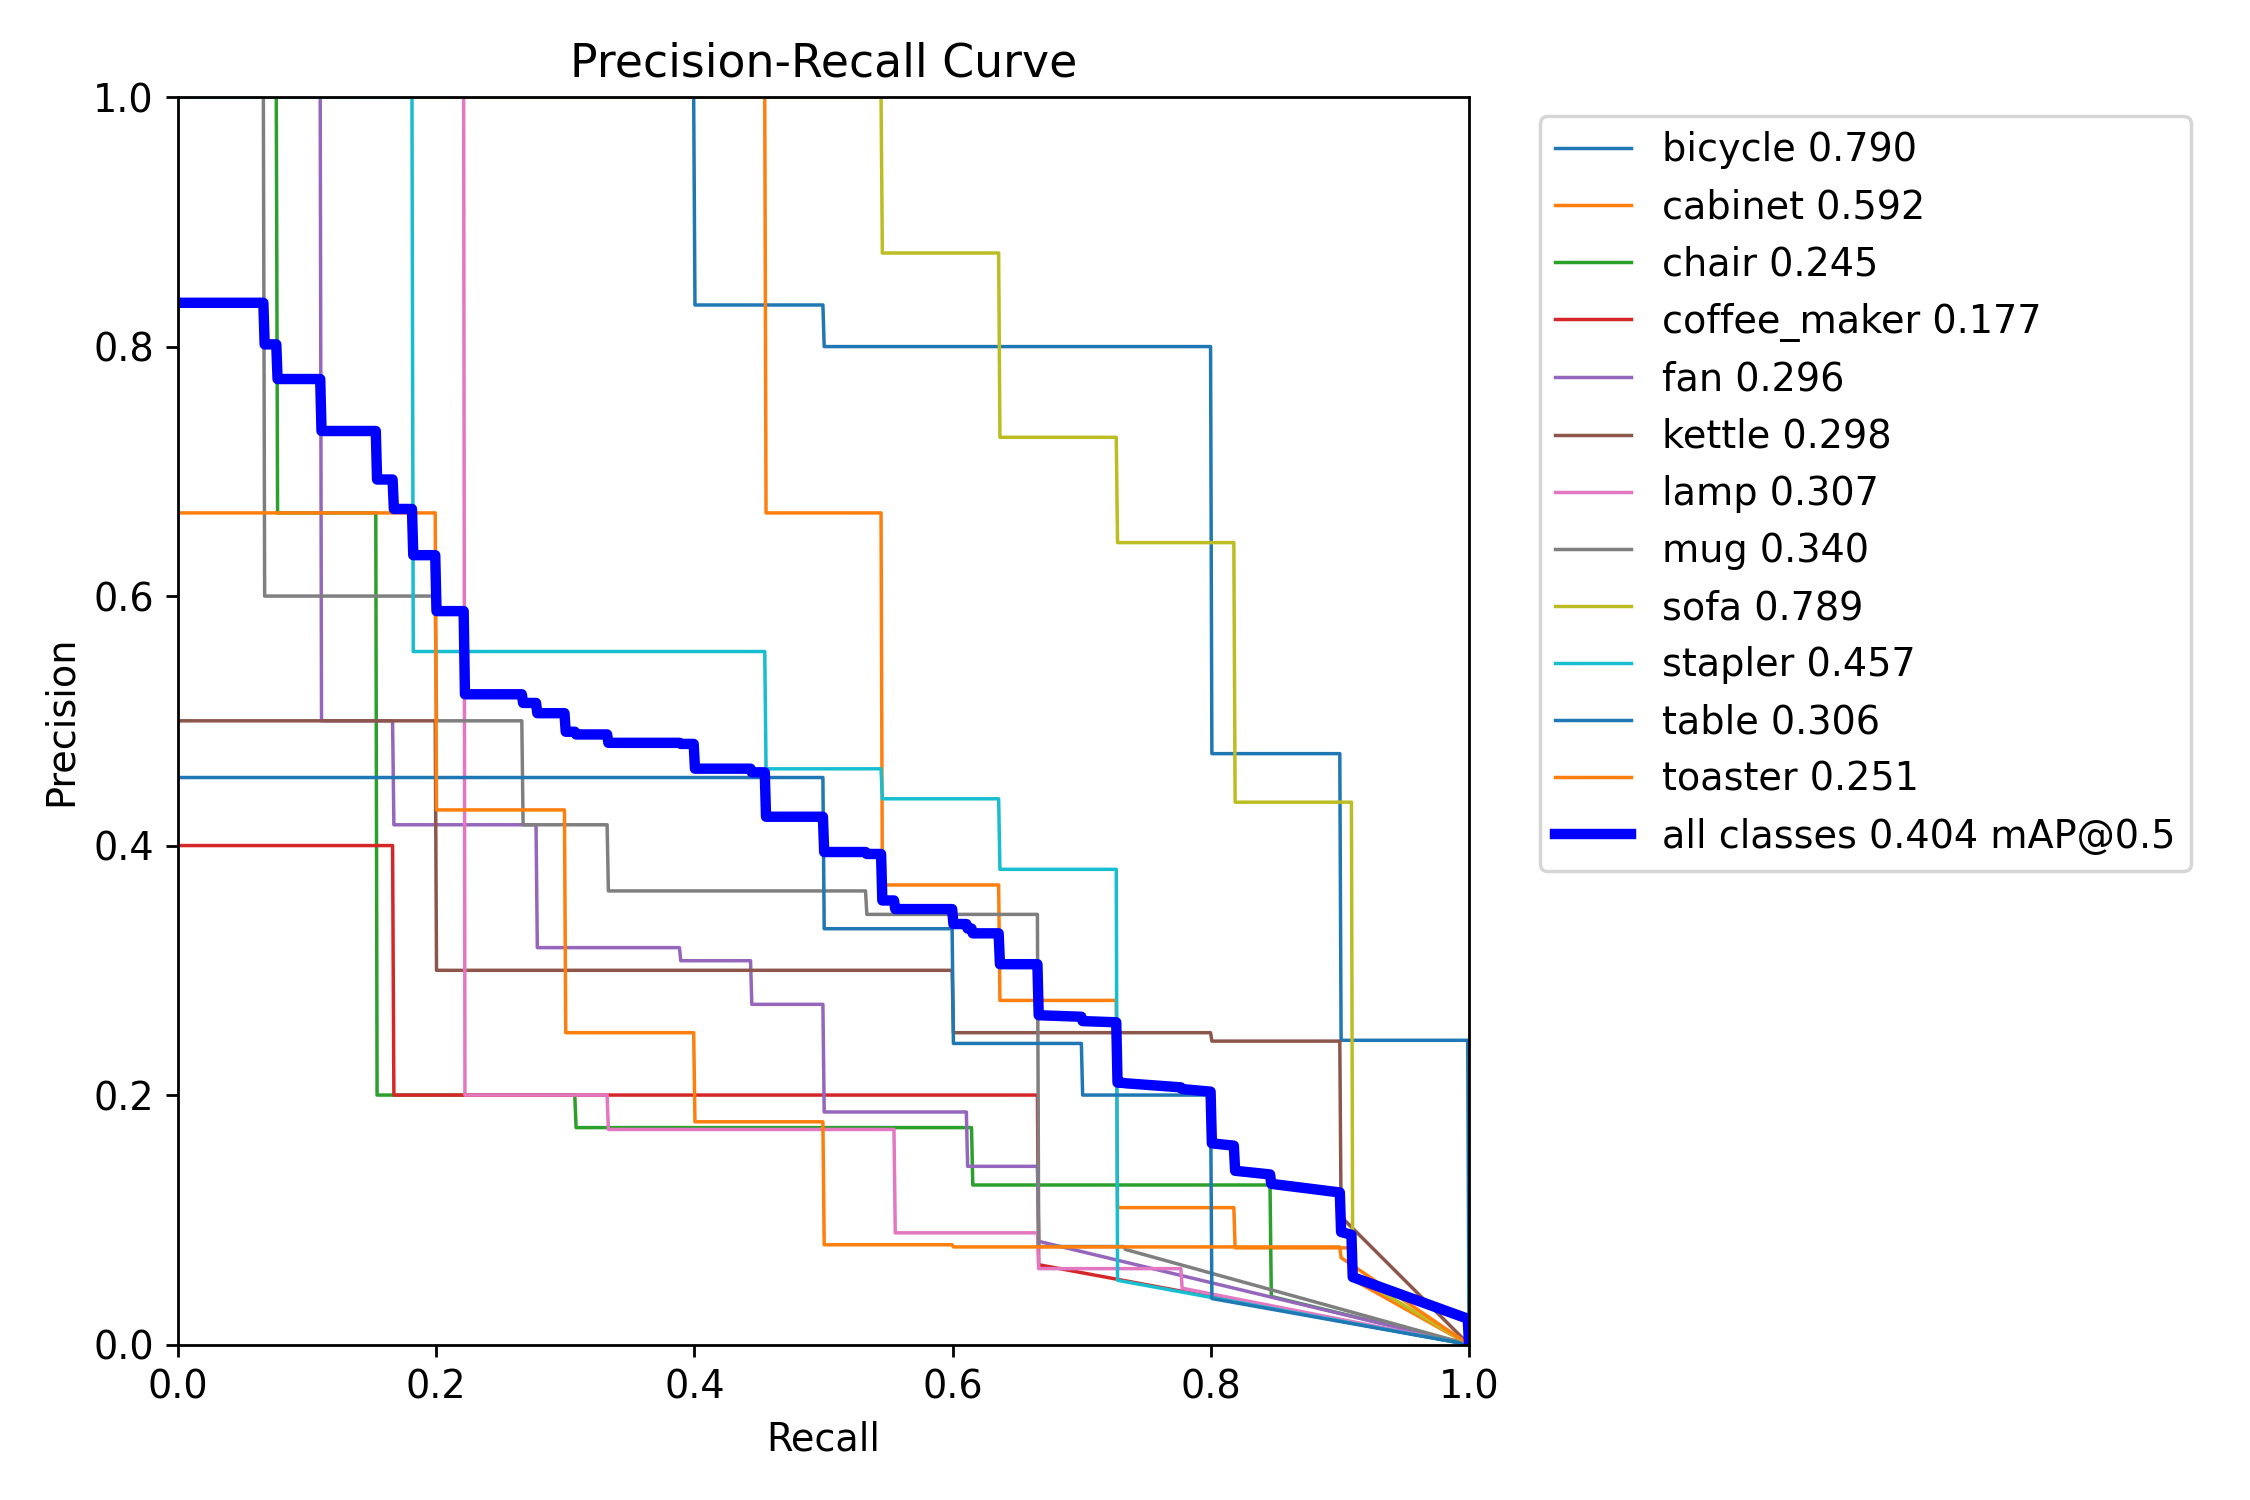 Precision-Recall Curve
1.0
0.8
0.6
0.4
0.2
0.0
Precision
0.0 0.2 0.4 0.6 0.8 1.0
Recall
bicycle 0.790
cabinet 0.592
chair 0.245
coffee_maker 0.177
fan 0.296
kettle 0.298
lamp 0.307
mug 0.340
sofa 0.789
stapler 0.457
table 0.306
toaster 0.251
all classes 0.404 mAP@0.5